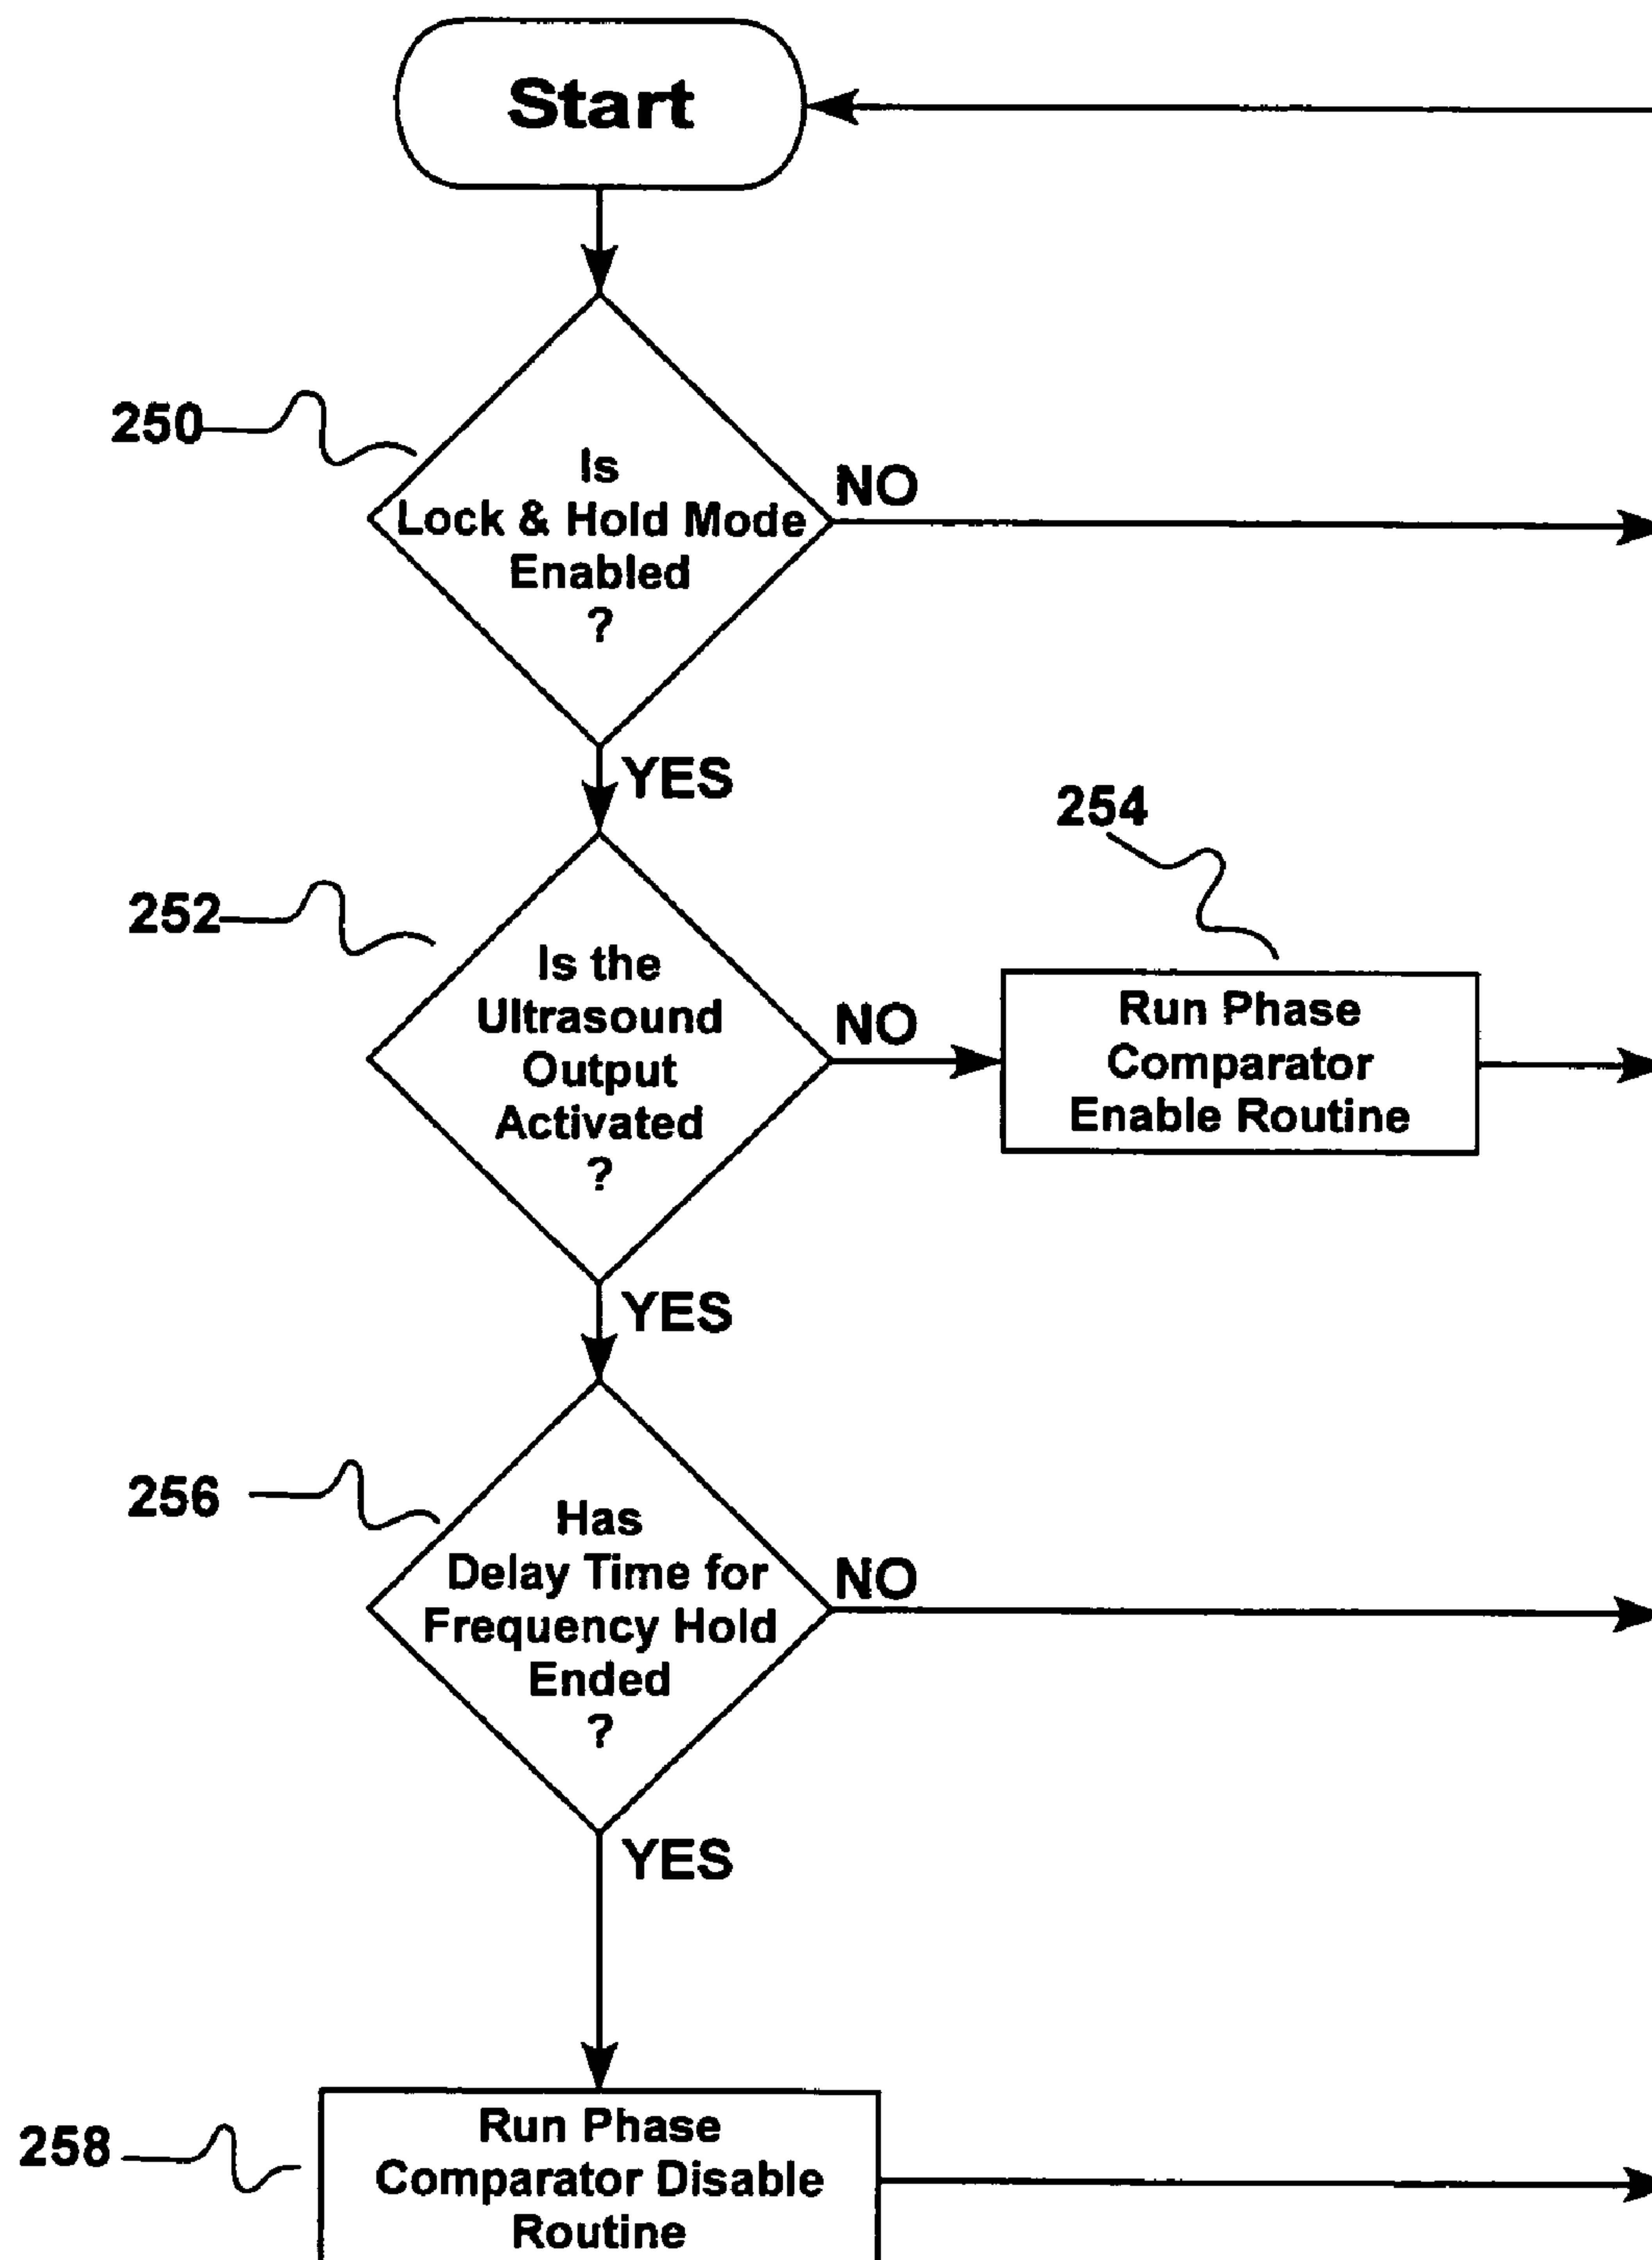 Start
250
Is
Lock & Hold Mode
Enabled
?
NO
YES
254
252
Is the
Ultrasound
Output
Activated
?
NO
Run Phase
Comparator
Enable Routine
YES
256
Has
Delay Time for
Frequency Hold
Ended
?
NO
YES
258
Run Phase
Comparator Disable
Routine